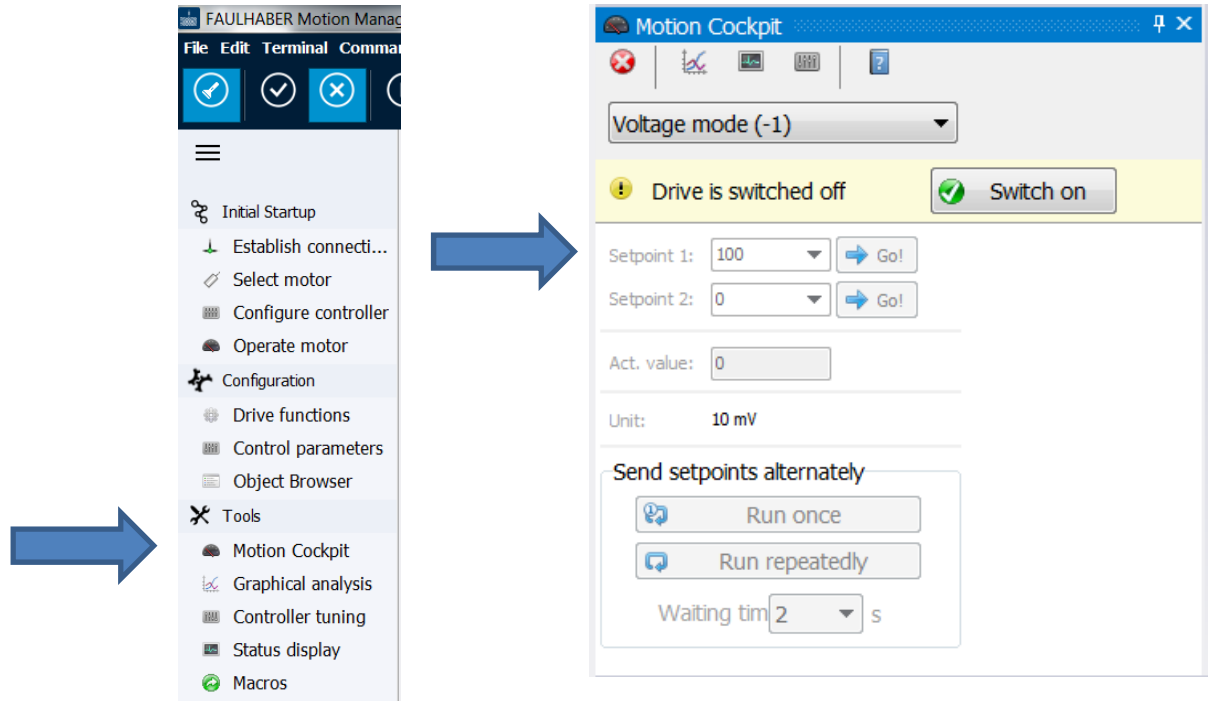 FAULHABER Motion Manag
File Edit Terminal Comma
Initial Startup
Establish connecti...
Select motor
Configure controller
Operate motor
Configuration
Drive functions
Control parameters
Object Browser
Tools
Motion Cockpit
Graphical analysis
Controller tuning
Status display
Macros
Motion Cockpit
Voltage mode (-1)
Drive is switched off Switch on
Setpoint 1: 100 Go!
Setpoint 2: 0 Go!
Act. value: 0
Unit: 10 mV
Send setpoints alternately
Run once
Run repeatedly
Waiting tim 2 s